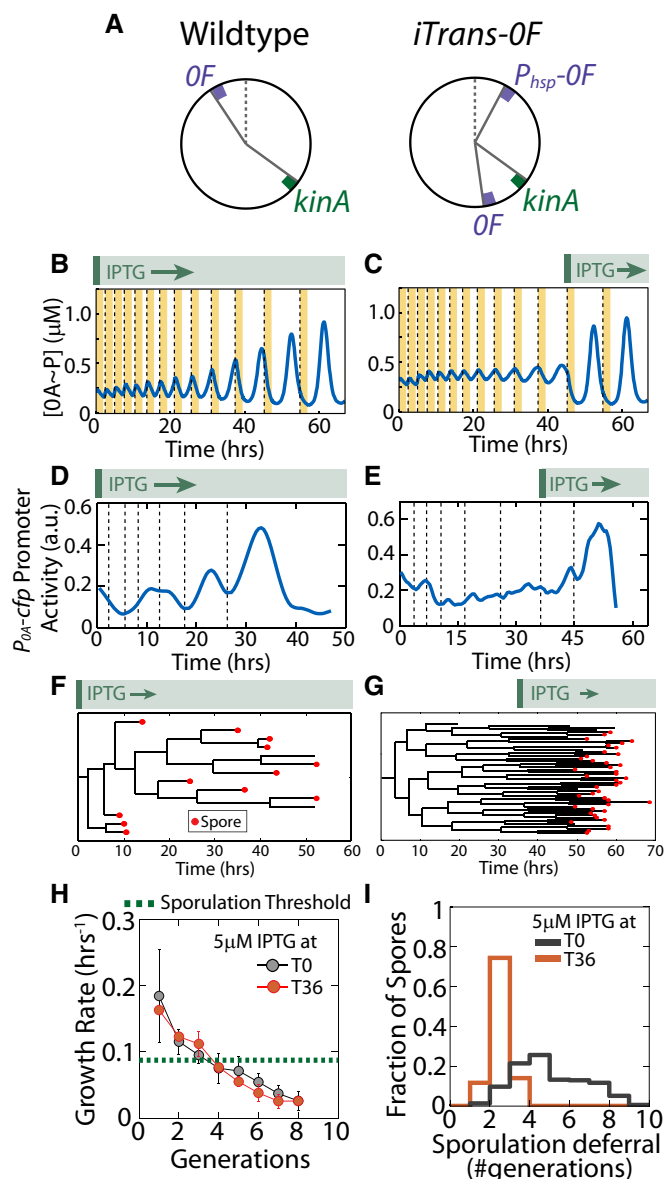 A
Wildtype
iTrans-0F
0F
kinA
Phsp-0F
kinA
0F
B
IPTG
[0A~P] (μM)
1.0
0.5
0
0 20 40 60
Time (hrs)
C
IPTG
1.0
0.5
0
0 20 40 60
Time (hrs)
D
IPTG
P0A-cfp Promoter
Activity (a.u.)
0.6
0.4
0.2
0
0 10 20 30 40 50
Time (hrs)
E
IPTG
0.6
0.4
0.2
0
0 15 30 45 60
Time (hrs)
F
IPTG
Spore
0 10 20 30 40 50 60
Time (hrs)
G
IPTG
0 10 20 30 40 50 60 70
Time (hrs)
H
Sporulation Threshold
5μM IPTG at
T0
T36
Growth Rate (hrs-1)
0.3
0.2
0.1
0
0 2 4 6 8 10
Generations
I
5μM IPTG at
T0
T36
Fraction of Spores
1
0.8
0.6
0.4
0.2
0
0 2 4 6 8 10
Sporulation deferral
(#generations)